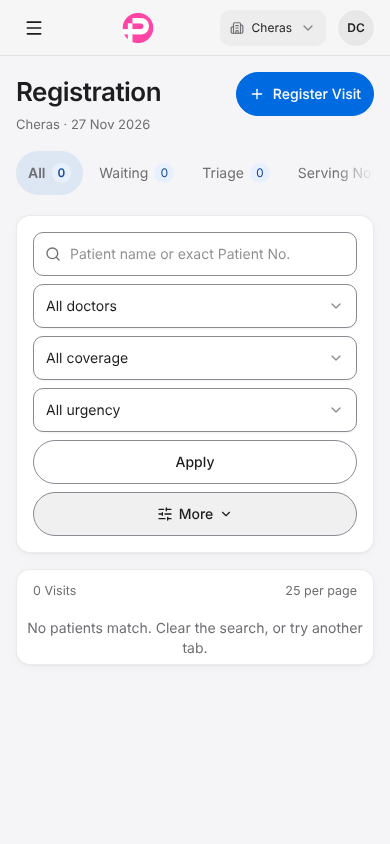 Cheras
DC
Registration
Register Visit
Cheras · 27 Nov 2026
All 0
Waiting 0
Triage 0
Serving No
Patient name or exact Patient No.
All doctors
All coverage
All urgency
Apply
More
0 Visits
25 per page
No patients match. Clear the search, or try another
tab.